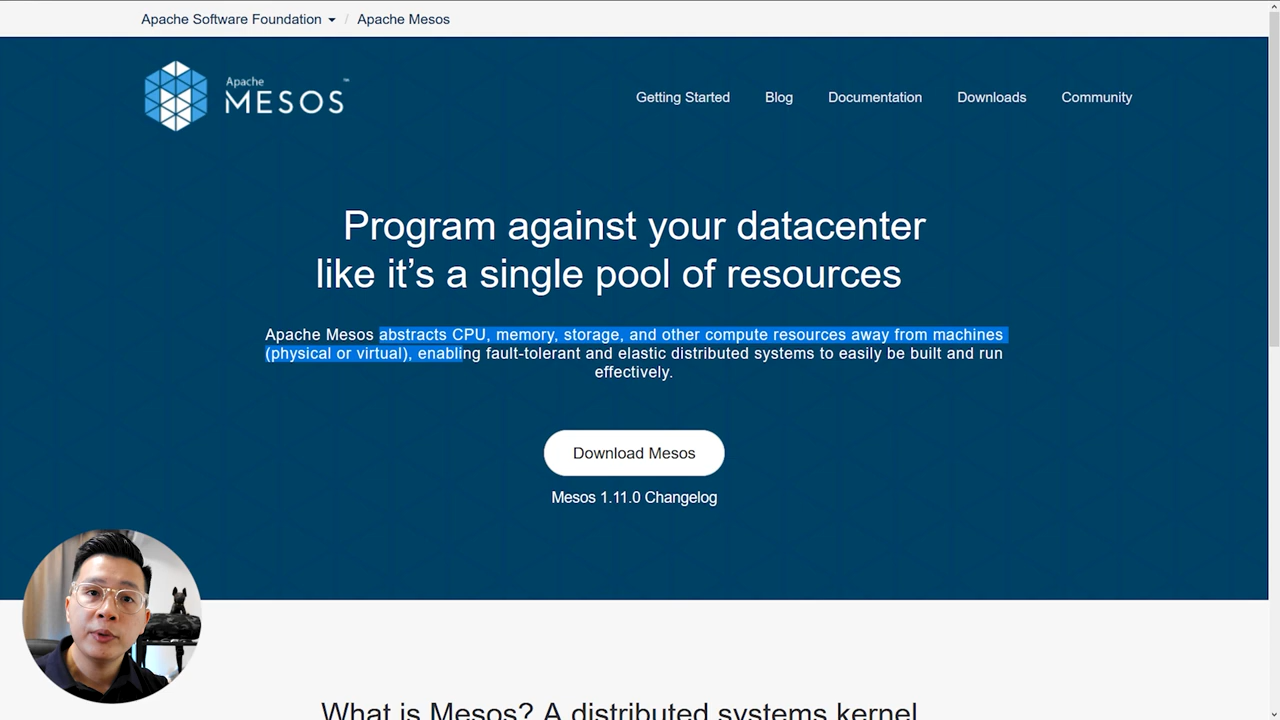 Apache Software Foundation / Apache Mesos
Apache
MESOS™
Getting Started Blog Documentation Downloads Community
Program against your datacenter
like it's a single pool of resources
Apache Mesos abstracts CPU, memory, storage, and other compute resources away from machines
(physical or virtual), enabling fault-tolerant and elastic distributed systems to easily be built and run
effectively.
Download Mesos
Mesos 1.11.0 Changelog
What is Mesos? A distributed systems kernel